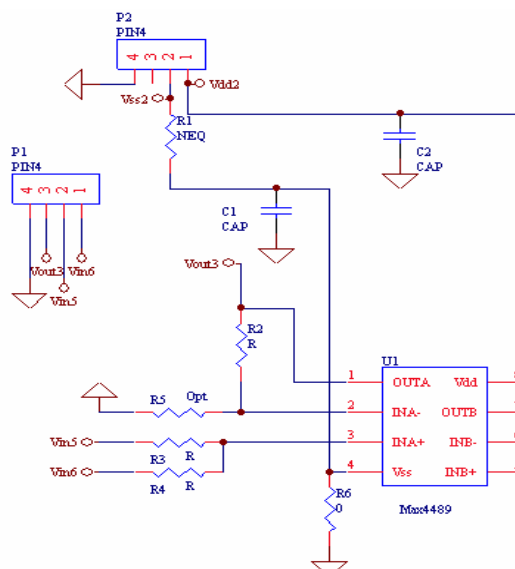 P2
PIN4
4 3 2 1
Vss2
Vdd2
R1
NEQ
C2
CAP
P1
PIN4
4 3 2 1
Vout3
Vin6
Vin5
C1
CAP
Vout3
R2
R
U1
1 OUTA Vdd
R5 Opt
2 INA- OUTB
Vin5
3 INA+ INB-
R3 R
Vin6
4 Vss INB+
R4 R
R6
0
Max4489